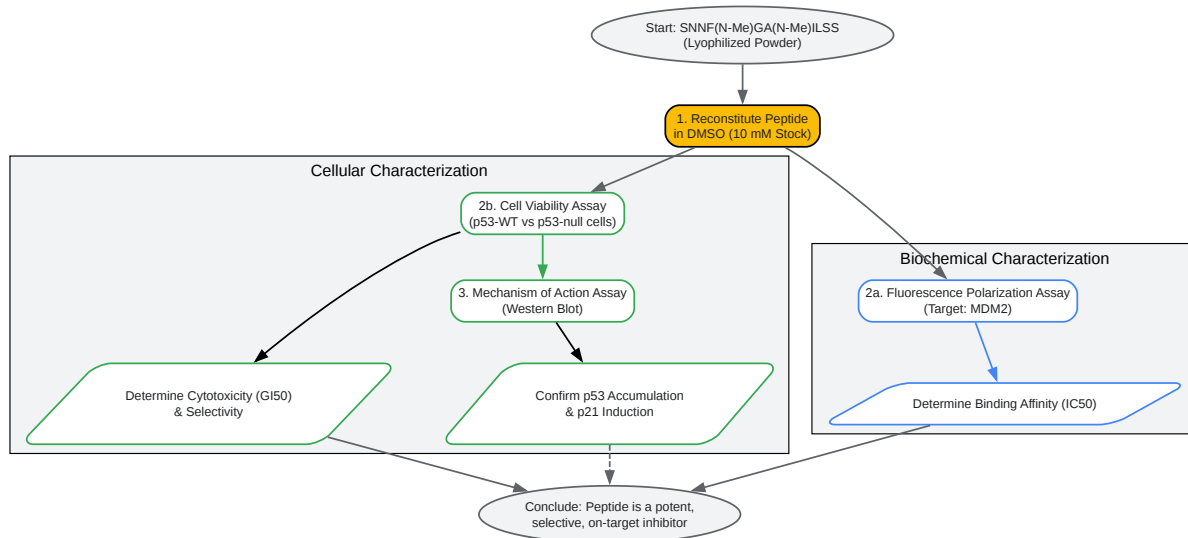 Start: SNNF(N-Me)GA(N-Me)ILSS
(Lyophilized Powder)
1. Reconstitute Peptide
in DMSO (10 mM Stock)
Cellular Characterization
2b. Cell Viability Assay
(p53-WT vs p53-null cells)
Biochemical Characterization
3. Mechanism of Action Assay
(Western Blot)
2a. Fluorescence Polarization Assay
(Target: MDM2)
Determine Cytotoxicity (GI50)
& Selectivity
Confirm p53 Accumulation
& p21 Induction
Determine Binding Affinity (IC50)
Conclude: Peptide is a potent,
selective, on-target inhibitor